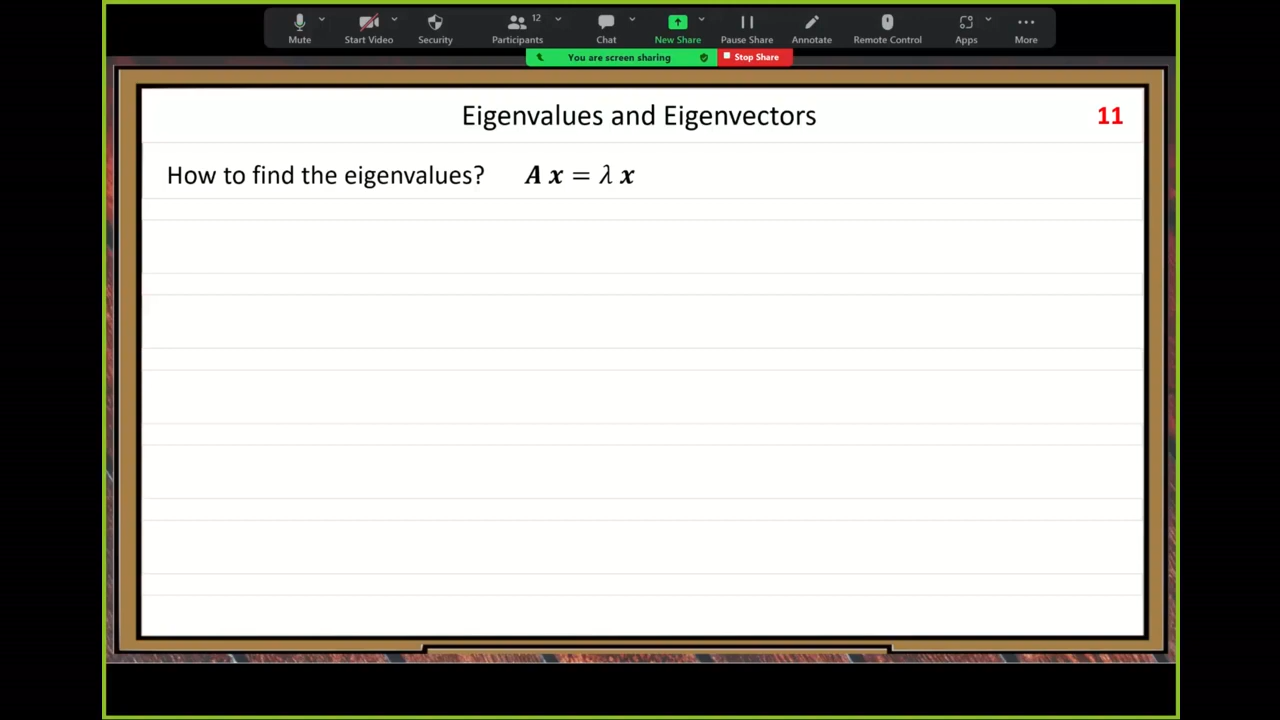 12
Mute Start Video Security Participants Chat New Share Pause Share Annotate Remote Control Apps More
You are screen sharing Stop Share
Eigenvalues and Eigenvectors 11
How to find the eigenvalues? A x = λ x